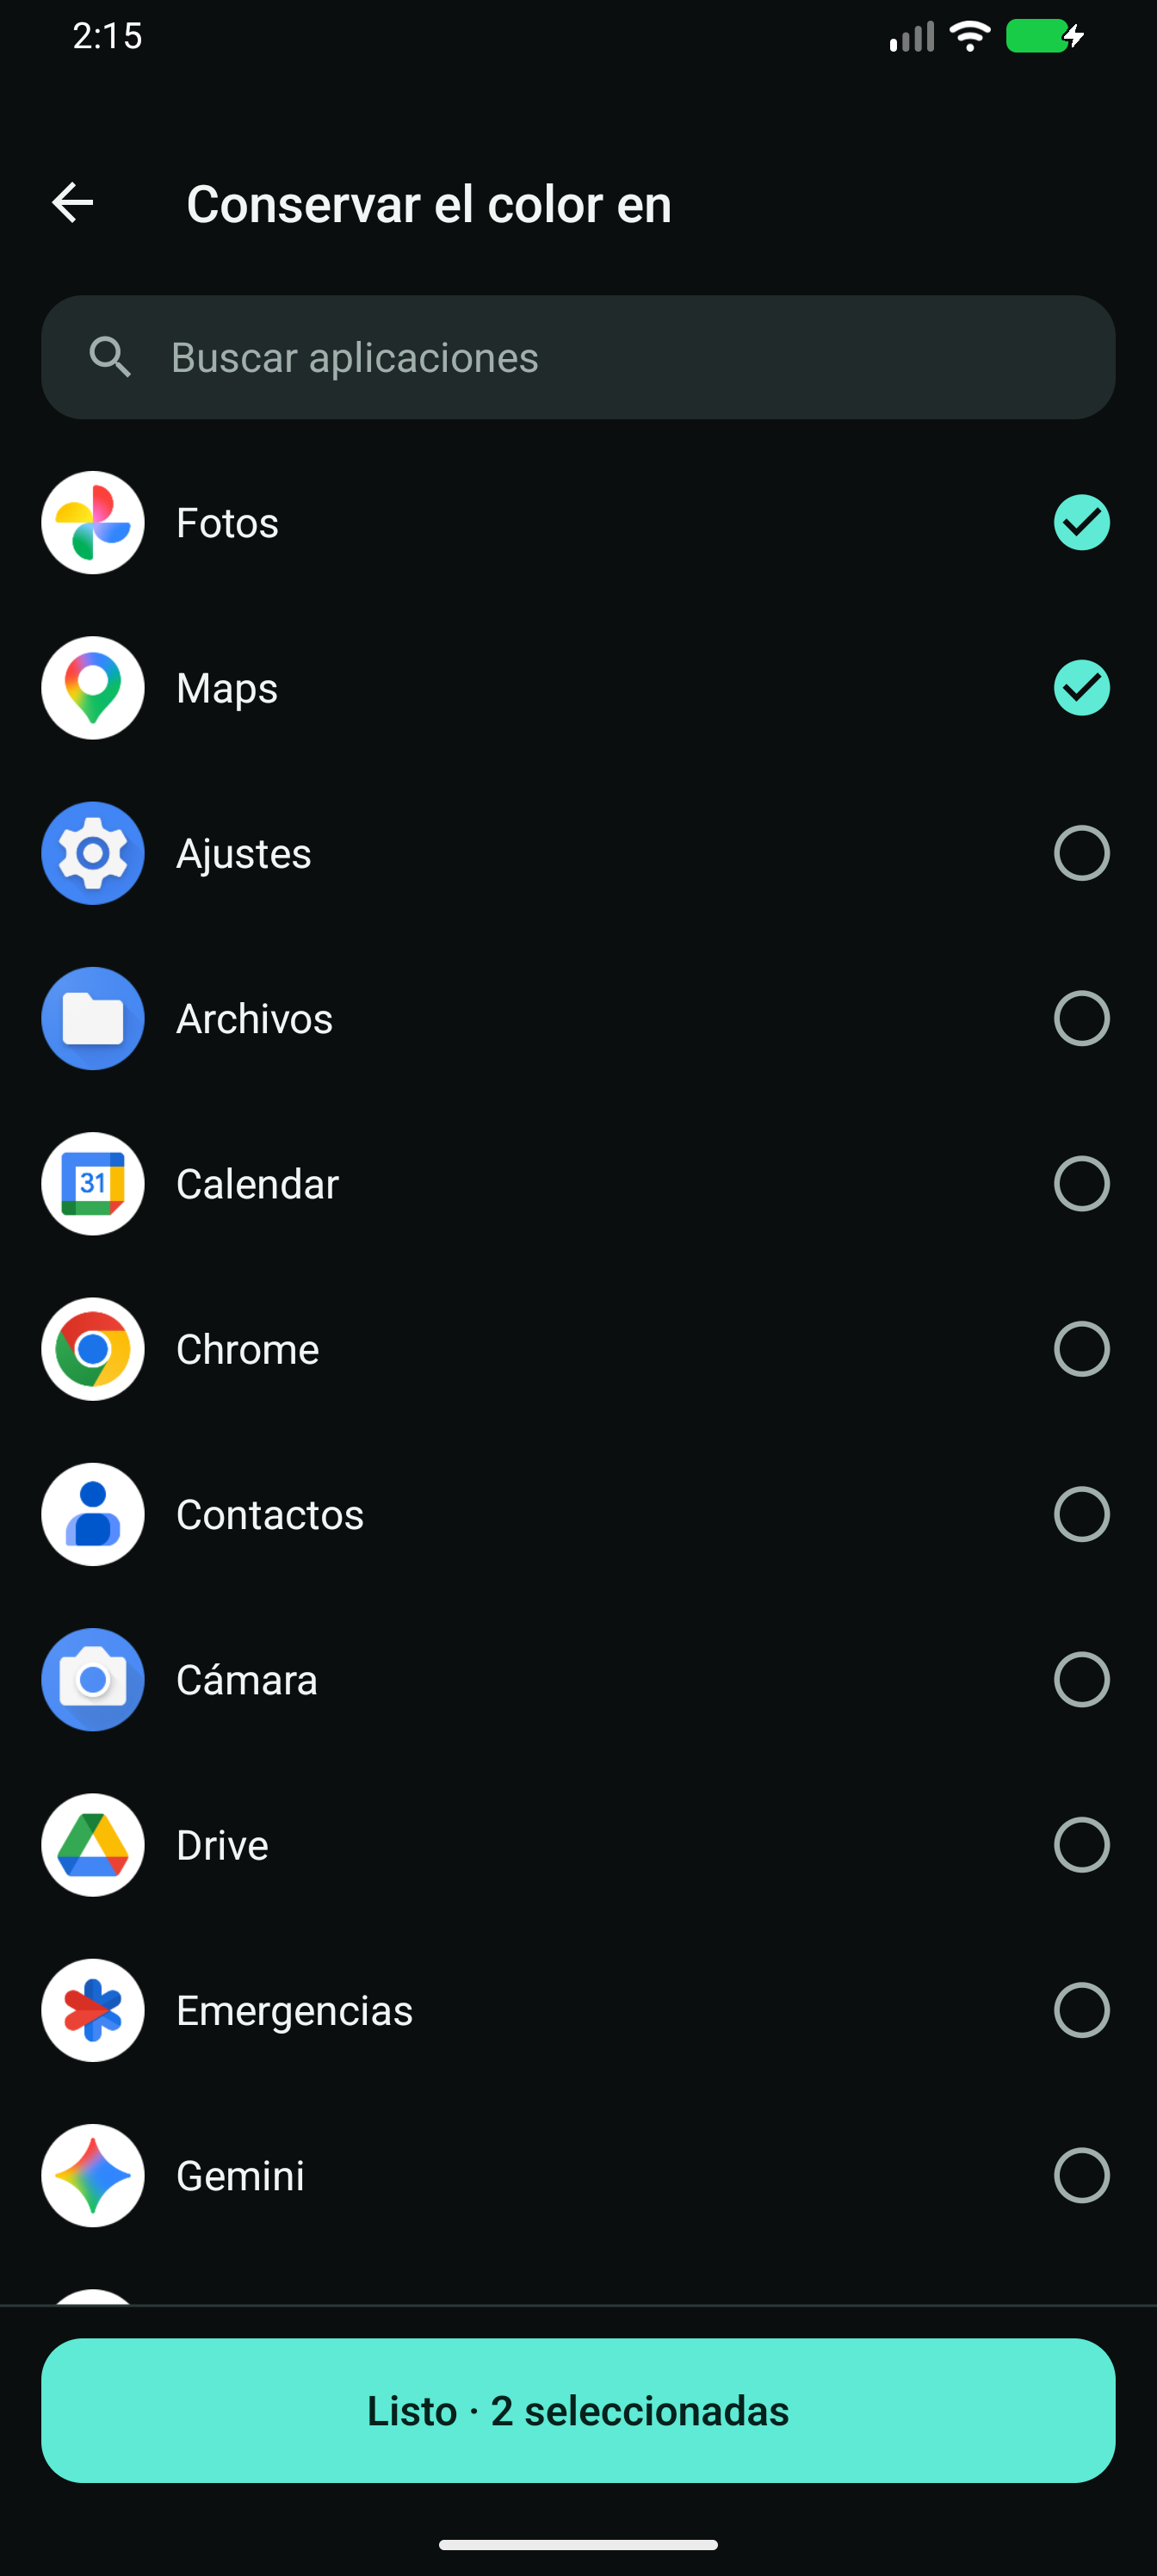 2:15
Conservar el color en
Buscar aplicaciones
Fotos
Maps
Ajustes
Archivos
31
Calendar
Chrome
Contactos
Cámara
Drive
Emergencias
Gemini
Listo · 2 seleccionadas